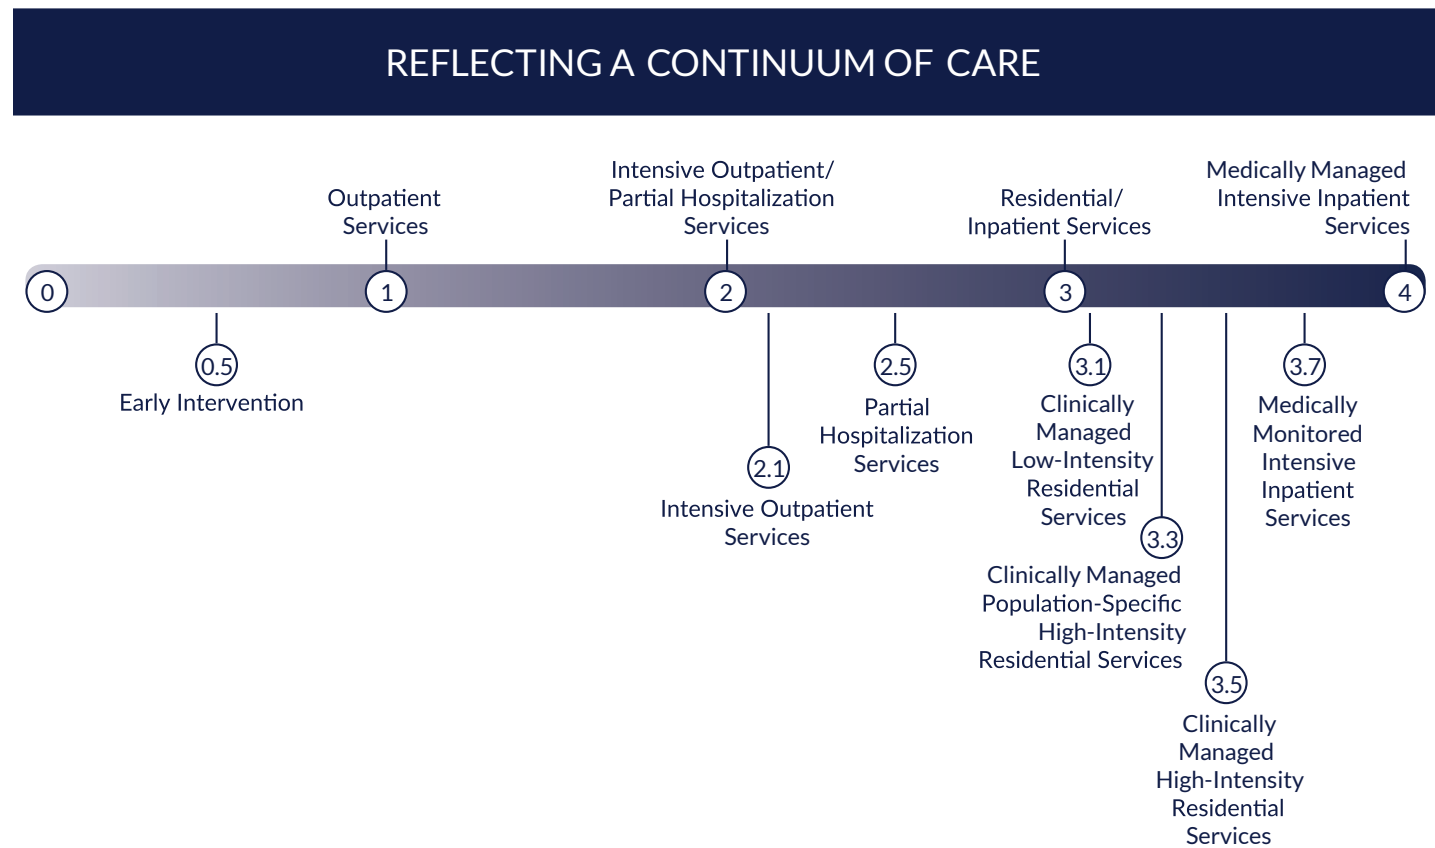 REFLECTING A CONTINUUM OF CARE
Outpatient
Services
Intensive Outpatient/
Partial Hospitalization
Services
Residential/
Inpatient Services
Medically Managed
Intensive Inpatient
Services
0
1
2
3
4
0.5
Early Intervention
2.1
Intensive Outpatient
Services
2.5
Partial
Hospitalization
Services
3.1
Clinically
Managed
Low-Intensity
Residential
Services
3.3
Clinically Managed
Population-Specific
High-Intensity
Residential Services
3.5
Clinically
Managed
High-Intensity
Residential
Services
3.7
Medically
Monitored
Intensive
Inpatient
Services